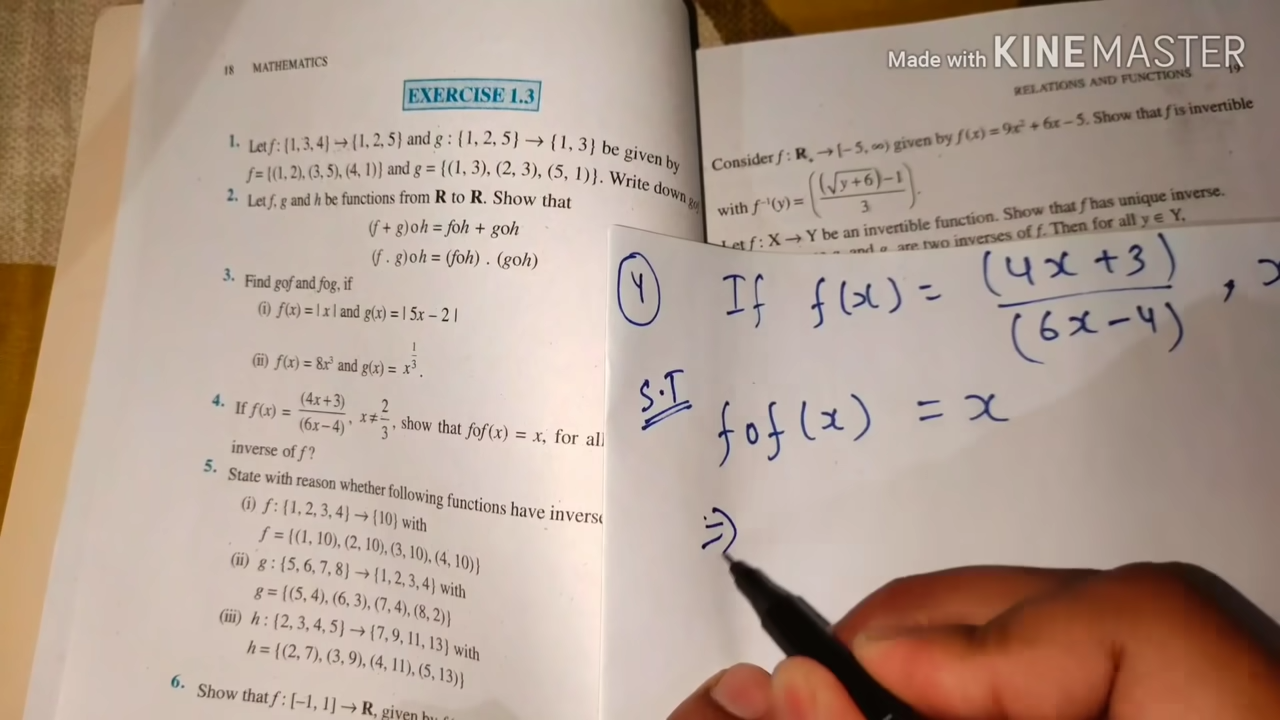 Made with KINEMASTER
18 MATHEMATICS
EXERCISE 1.3
1. Let f : {1, 3, 4} → {1, 2, 5} and g : {1, 2, 5} → {1, 3} be given by
f = {(1, 2), (3, 5), (4, 1)} and g = {(1, 3), (2, 3), (5, 1)}. Write down
2. Let f, g and h be functions from R to R. Show that
(f + g)oh = foh + goh
(f . g)oh = (foh) . (goh)
3. Find gof and fog, if
(i) f(x) = | x | and g(x) = | 5x – 2 |
(ii) f(x) = 8x³ and g(x) = x^(1/3).
4. If f(x) = (4x+3)/(6x–4), x ≠ 2/3, show that fof(x) = x, for all
inverse of f?
5. State with reason whether following functions have
(i) f : {1, 2, 3, 4} → {10} with
f = {(1, 10), (2, 10), (3, 10), (4, 10)}
(ii) g : {5, 6, 7, 8} → {1, 2, 3, 4} with
g = {(5, 4), (6, 3), (7, 4), (8, 2)}
(iii) h : {2, 3, 4, 5} → {7, 9, 11, 13} with
h = {(2, 7), (3, 9), (4, 11), (5, 13)}
6. Show that f : [–1, 1] → R, given by
RELATIONS AND FUNCTIONS 19
Consider f : R₊ → [– 5, ∞) given by f(x) = 9x² + 6x – 5. Show that f is invertible
with f⁻¹(y) = ((√y+6)–1)/3).
Let f : X → Y be an invertible function. Show that f has unique inverse.
and g are two inverses of f. Then for all y ∈ Y,
4 If f(x) = (4x+3)/(6x-4), x
S.T fof(x) = x
⇒